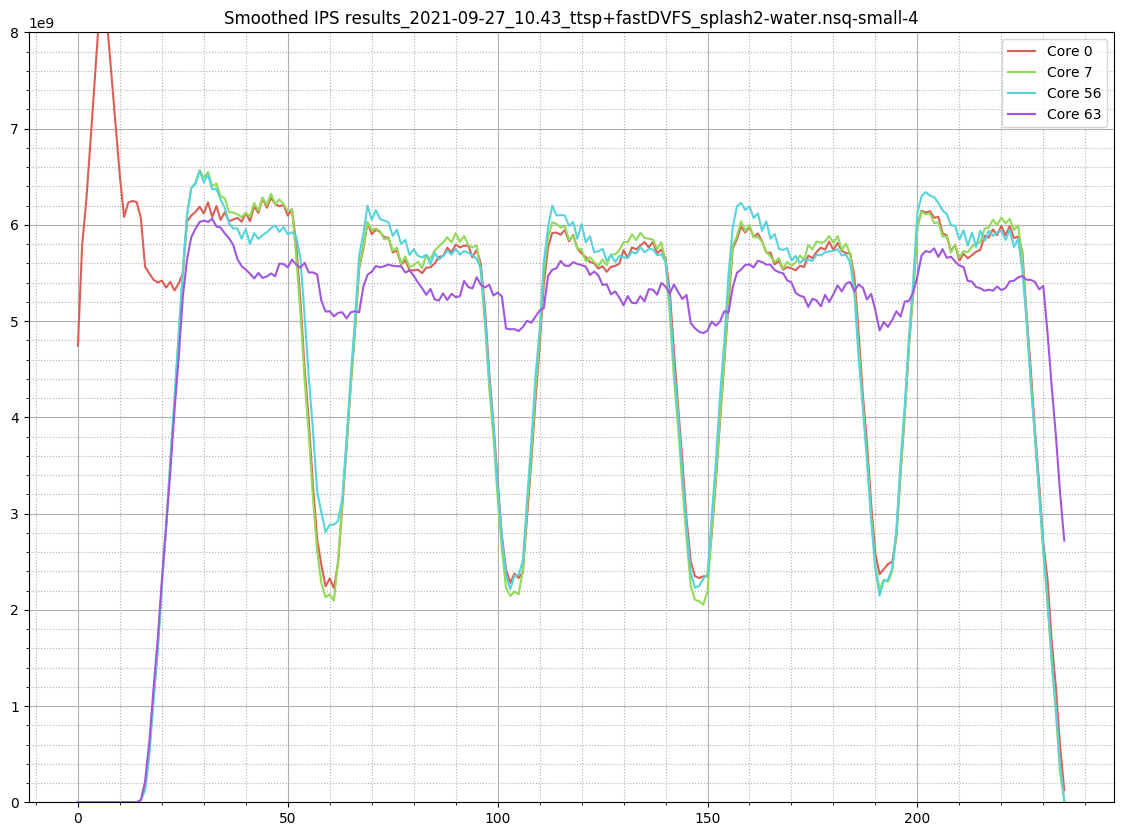 Smoothed IPS results_2021-09-27_10.43_ttsp+fastDVFS_splash2-water.nsq-small-4
1e9
8
7
6
5
4
3
2
1
0
Core 0
Core 7
Core 56
Core 63
0 50 100 150 200